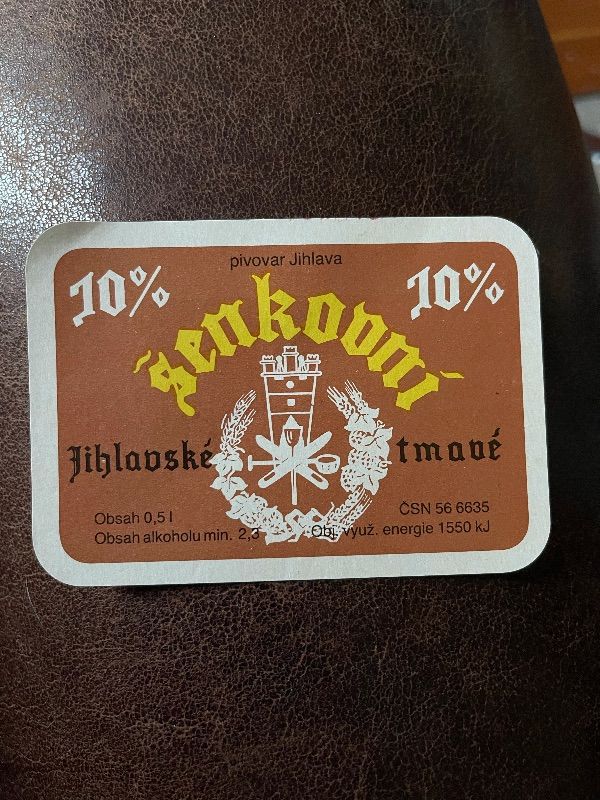 pivovar Jihlava
10% 10%
šenkovní
Jihlavské tmavé
Obsah 0,5 l
Obsah alkoholu min. 2,3
ČSN 56 6635
Obj. využ. energie 1550 kJ